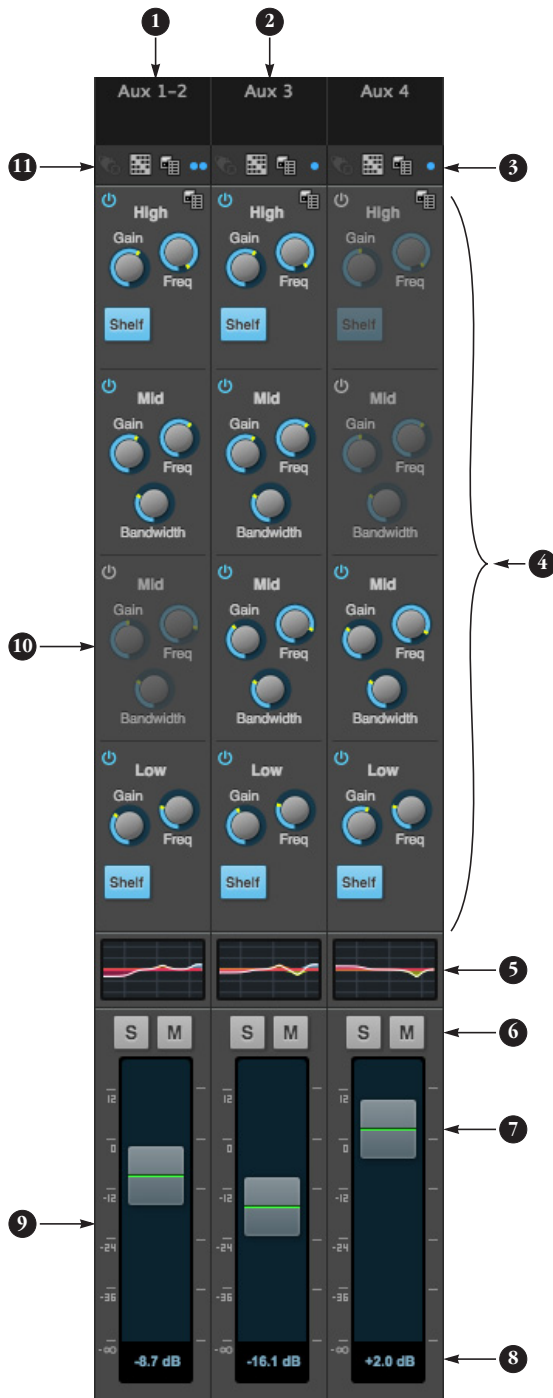 1
2
Aux 1-2
Aux 3
Aux 4
11
3
High
High
High
Gain
Freq
Gain
Freq
Gain
Freq
Shelf
Shelf
Shelf
Mid
Mid
Mid
Gain
Freq
Gain
Freq
Gain
Freq
Bandwidth
Bandwidth
Bandwidth
4
Mid
Mid
Mid
10
Gain
Freq
Gain
Freq
Gain
Freq
Bandwidth
Bandwidth
Bandwidth
Low
Low
Low
Gain
Freq
Gain
Freq
Gain
Freq
Shelf
Shelf
Shelf
5
S M
S M
S M
6
12
12
12
7
0
0
0
-12
-12
-12
9
-24
-24
-24
-36
-36
-36
-∞
-∞
-∞
-8.7 dB
-16.1 dB
+2.0 dB
8